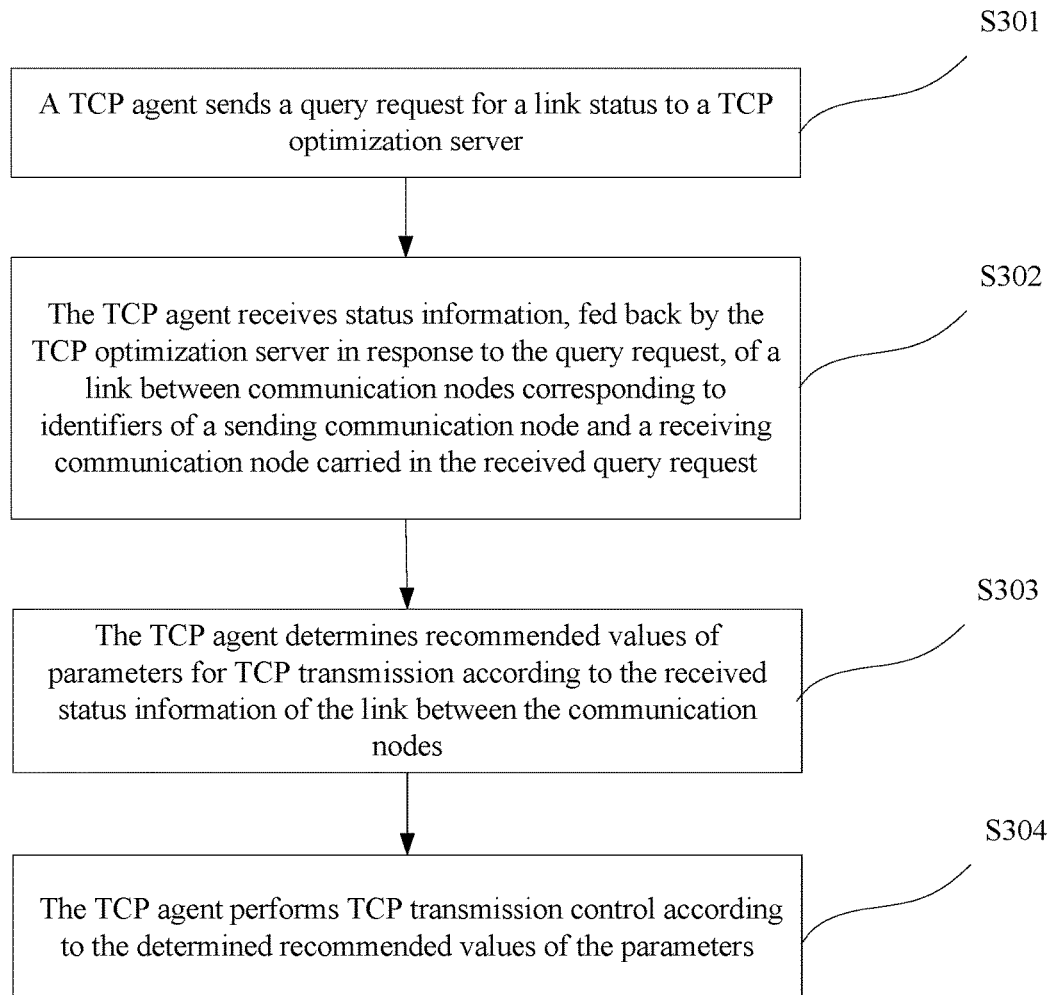 S301
A TCP agent sends a query request for a link status to a TCP
optimization server
S302
The TCP agent receives status information, fed back by the
TCP optimization server in response to the query request, of a
link between communication nodes corresponding to
identifiers of a sending communication node and a receiving
communication node carried in the received query request
S303
The TCP agent determines recommended values of
parameters for TCP transmission according to the received
status information of the link between the communication
nodes
S304
The TCP agent performs TCP transmission control according
to the determined recommended values of the parameters